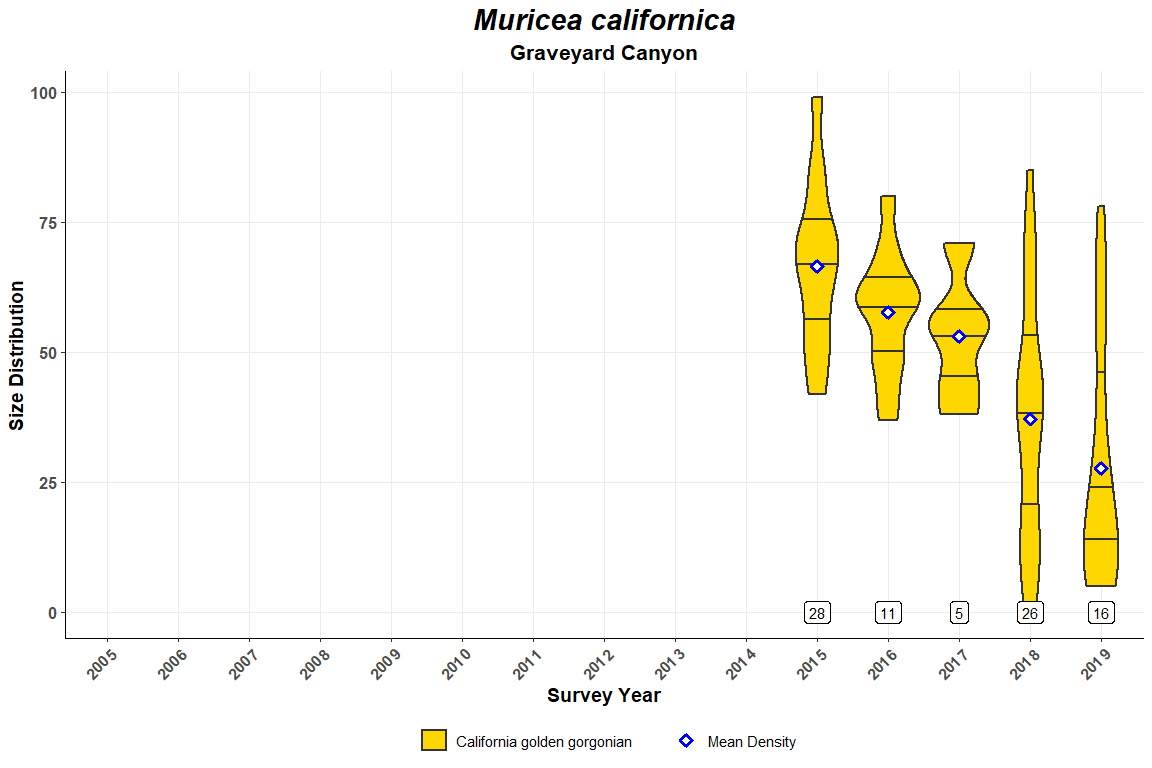 Muricea californica
Graveyard Canyon
Size Distribution
100
75
50
25
0
28 11 5 26 16
2005 2006 2007 2008 2009 2010 2011 2012 2013 2014 2015 2016 2017 2018 2019
Survey Year
California golden gorgonian Mean Density